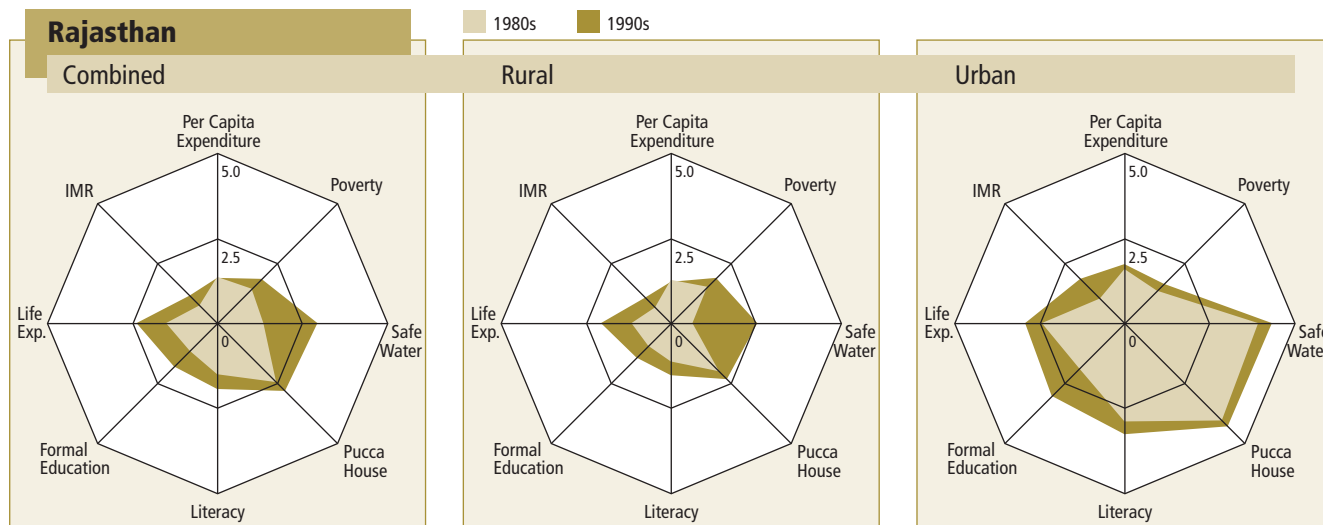 Rajasthan
1980s
1990s
Combined
Rural
Urban
Per Capita
Expenditure
IMR
5.0
Poverty
2.5
Life
Exp.
0
Safe
Water
Formal
Education
Pucca
House
Literacy
Per Capita
Expenditure
IMR
5.0
Poverty
2.5
Life
Exp.
0
Safe
Water
Formal
Education
Pucca
House
Literacy
Per Capita
Expenditure
IMR
5.0
Poverty
2.5
Life
Exp.
0
Safe
Water
Formal
Education
Pucca
House
Literacy